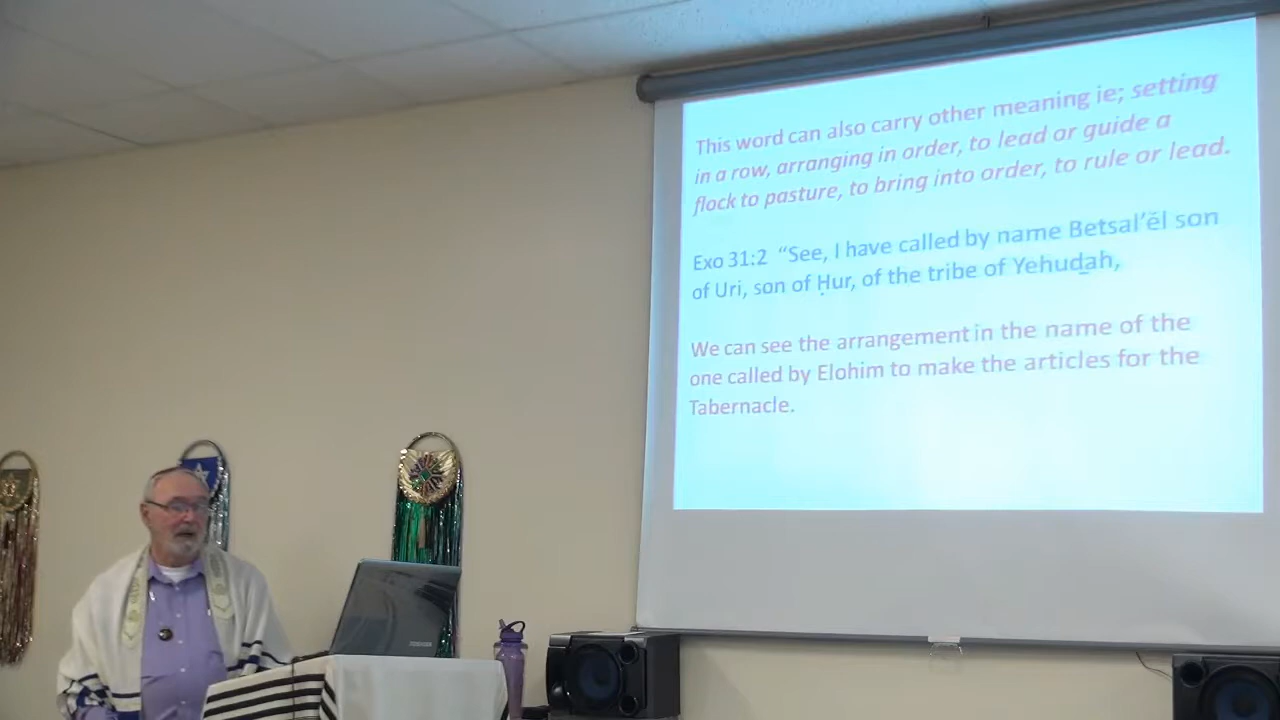 This word can also carry other meaning ie; setting
in a row, arranging in order, to lead or guide a
flock to pasture, to bring into order, to rule or lead.
Exo 31:2 “See, I have called by name Betsal’ĕl son
of Uri, son of Ḥur, of the tribe of Yehuḏah,
We can see the arrangement in the name of the
one called by Elohim to make the articles for the
Tabernacle.
TOSHIBA